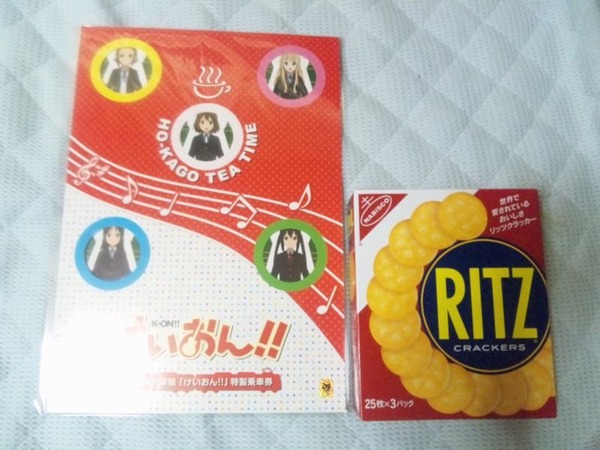 HO-KAGO TEA TIME
K-ON!!
けいおん!!
「けいおん!!」特製乗車券
NABISCO
世界で
愛されている
おいしさ
リッツクラッカー
RITZ
CRACKERS
25枚×3パック